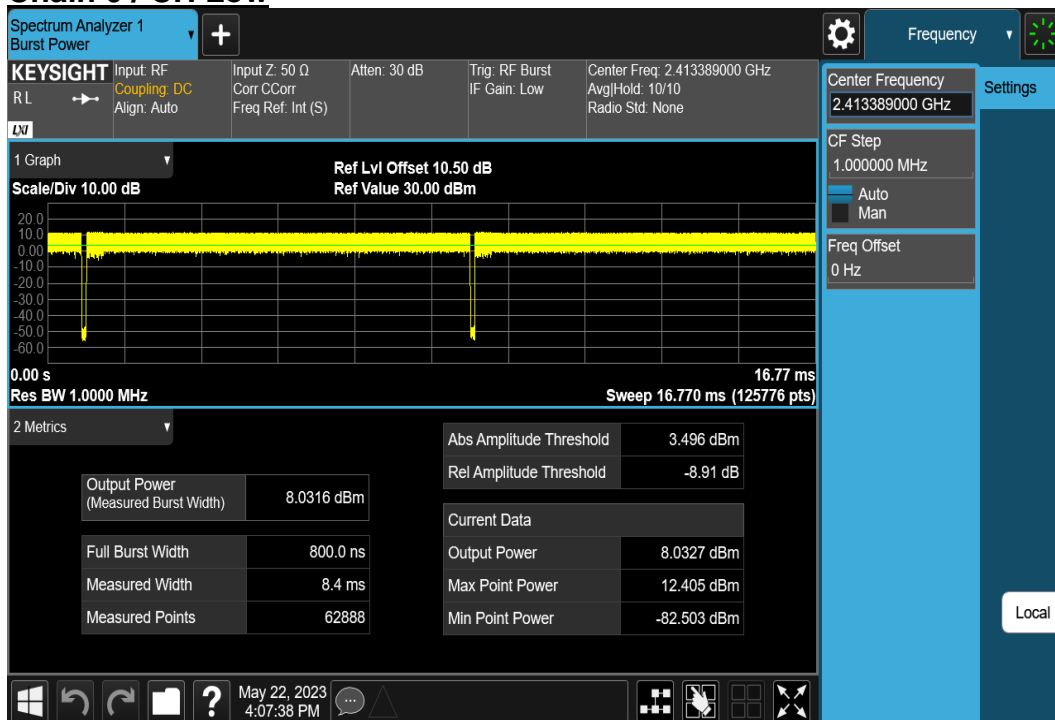 Spectrum Analyzer 1
Burst Power
+
Frequency
KEYSIGHT
Input: RF
Input Z: 50 Ω
Atten: 30 dB
Trig: RF Burst
Center Freq: 2.413389000 GHz
R L
Coupling: DC
Corr CCorr
IF Gain: Low
Avg|Hold: 10/10
Align: Auto
Freq Ref: Int (S)
Radio Std: None
LXI
Center Frequency
2.413389000 GHz
Settings
CF Step
1.000000 MHz
Auto
Man
Freq Offset
0 Hz
1 Graph
Ref Lvl Offset 10.50 dB
Scale/Div 10.00 dB
Ref Value 30.00 dBm
20.0
10.0
0.00
-10.0
-20.0
-30.0
-40.0
-50.0
-60.0
0.00 s
16.77 ms
Res BW 1.0000 MHz
Sweep 16.770 ms (125776 pts)
2 Metrics
Output Power
(Measured Burst Width)
8.0316 dBm
Full Burst Width 800.0 ns
Measured Width 8.4 ms
Measured Points 62888
Abs Amplitude Threshold 3.496 dBm
Rel Amplitude Threshold -8.91 dB
Current Data
Output Power 8.0327 dBm
Max Point Power 12.405 dBm
Min Point Power -82.503 dBm
Local
?
May 22, 2023
4:07:38 PM